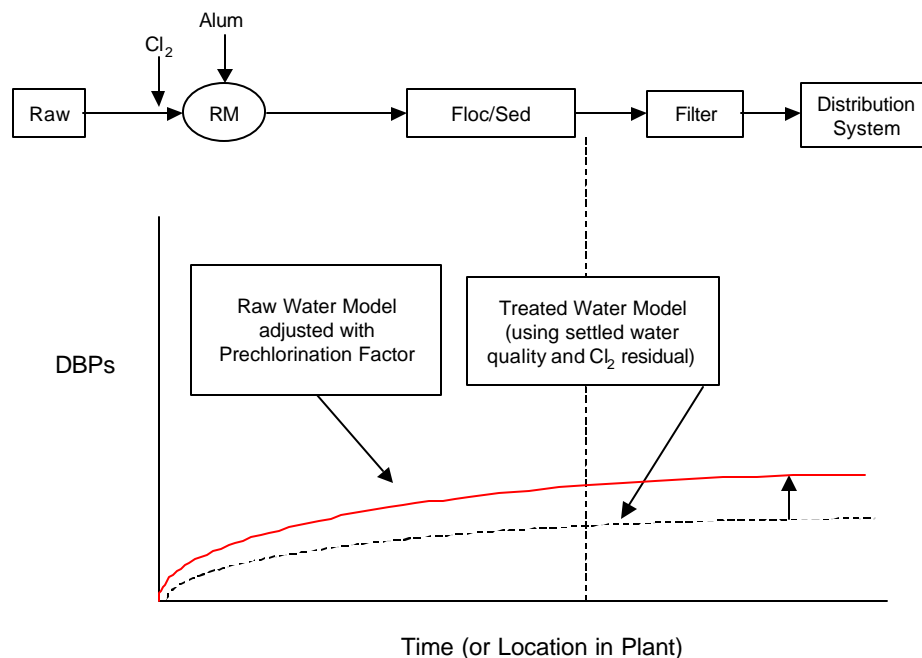 Alum
Cl₂
Raw
RM
Floc/Sed
Filter
Distribution
System
Raw Water Model
adjusted with
Prechlorination Factor
Treated Water Model
(using settled water
quality and Cl₂ residual)
DBPs
Time (or Location in Plant)